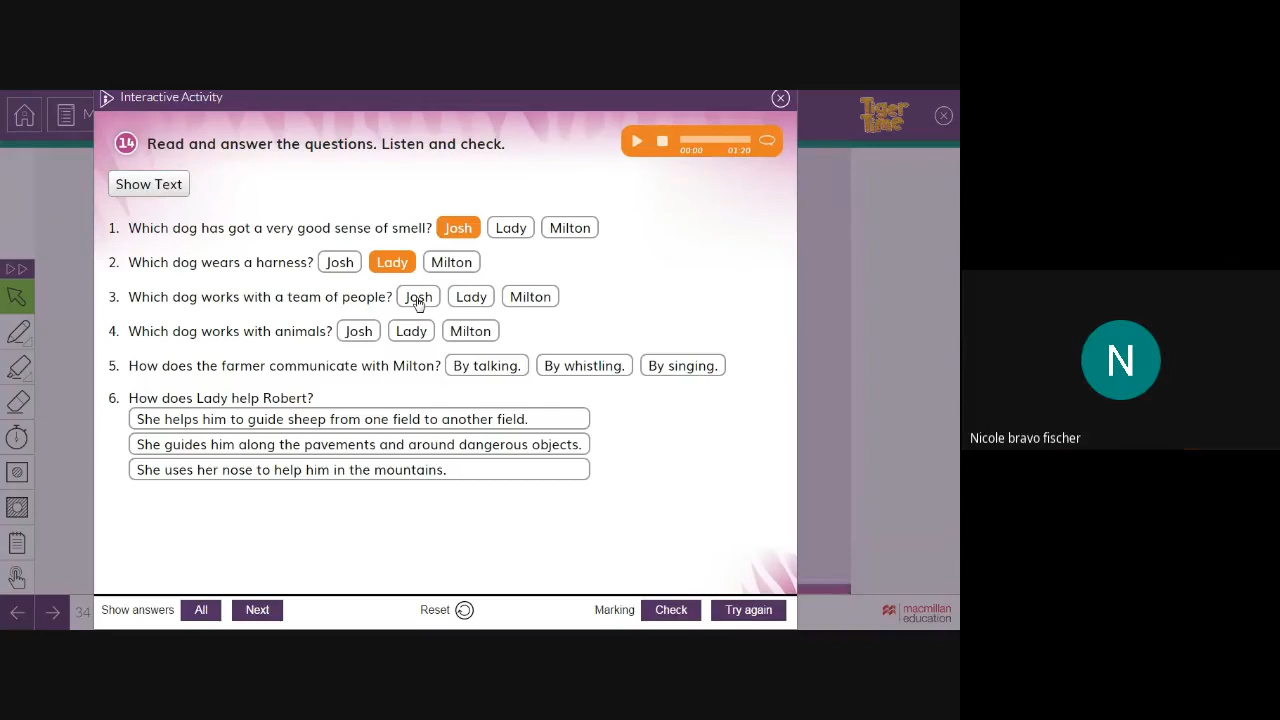 Interactive Activity
M
Tiger Time
14 Read and answer the questions. Listen and check.
00:00 01:20
Show Text
1. Which dog has got a very good sense of smell? Josh Lady Milton
2. Which dog wears a harness? Josh Lady Milton
3. Which dog works with a team of people? Josh Lady Milton
4. Which dog works with animals? Josh Lady Milton
5. How does the farmer communicate with Milton? By talking. By whistling. By singing.
6. How does Lady help Robert?
She helps him to guide sheep from one field to another field.
She guides him along the pavements and around dangerous objects.
She uses her nose to help him in the mountains.
N
Nicole bravo fischer
34
Show answers All Next Reset Marking Check Try again
macmillan
education